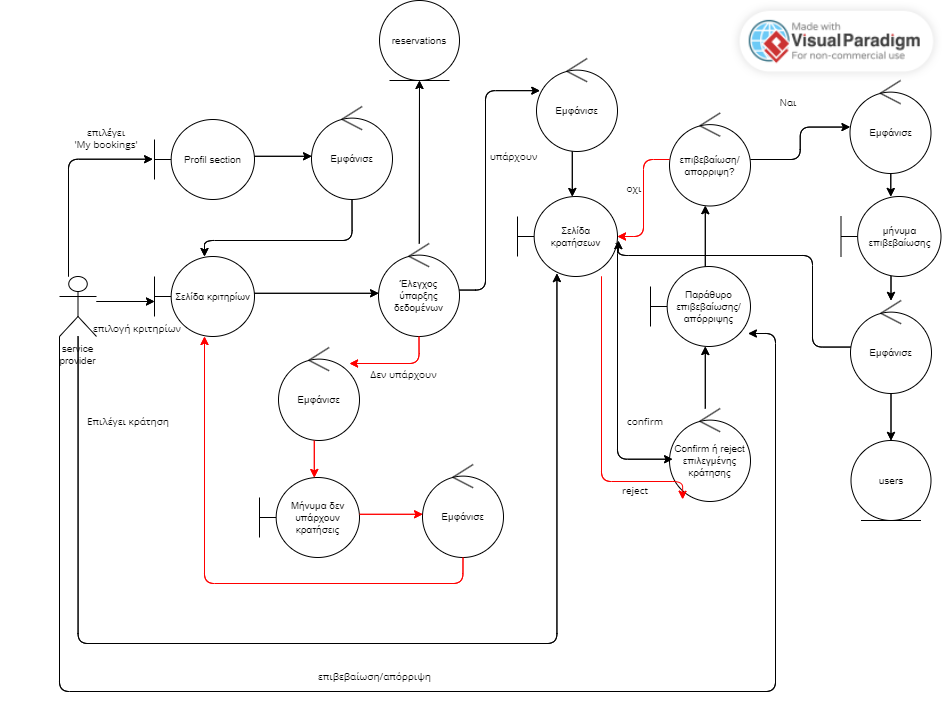 Made with
Visual Paradigm
For non-commercial use
reservations
επιλέγει
'My bookings'
Profil section
Εμφάνισε
Εμφάνισε
υπάρχουν
Ναι
Εμφάνισε
επιβεβαίωση/
απορριψη?
οχι
Σελίδα
κρατήσεων
μήνυμα
επιβεβαίωσης
Σελίδα κριτηρίων
Έλεγχος
ύπαρξης
δεδομένων
Παράθυρο
επιβεβαίωσης/
απόρριψης
επιλογή κριτηρίων
service
provider
Εμφάνισε
Δεν υπάρχουν
Εμφάνισε
Επιλέγει κράτηση
confirm
Confirm ή reject
επιλεγμένης
κράτησης
reject
users
Μήνυμα δεν
υπάρχουν
κρατήσεις
Εμφάνισε
επιβεβαίωση/απόρριψη